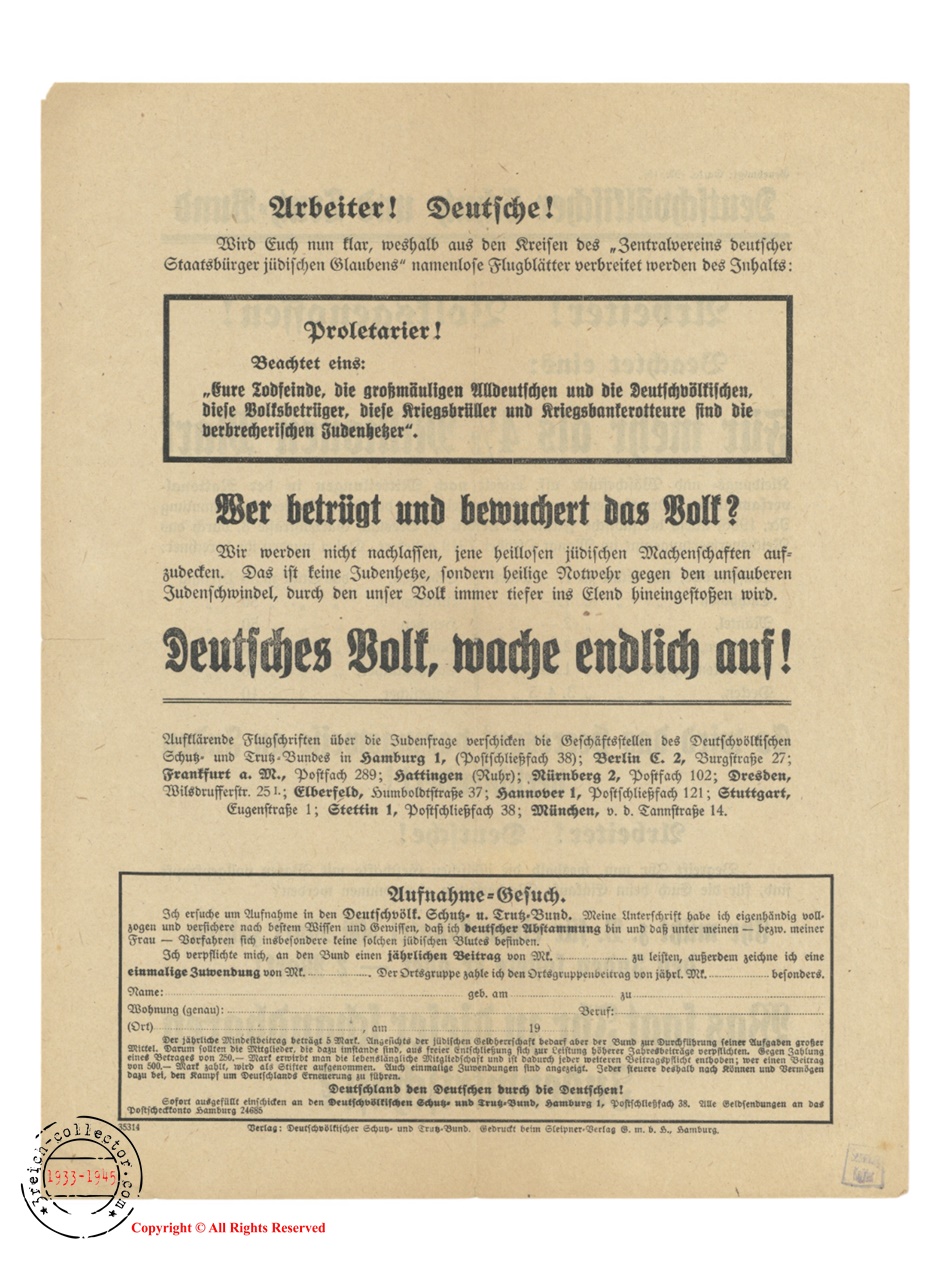 Arbeiter! Deutsche!
Wird Euch nun klar, weshalb aus den Kreisen des „Zentralvereins deutscher
Staatsbürger jüdischen Glaubens“ namenlose Flugblätter verbreitet werden des Inhalts:
Proletarier!
Beachtet eins:
„Eure Todfeinde, die großmäuligen Alldeutschen und die Deutschvölkischen,
diese Volksbetrüger, diese Kriegsbrüller und Kriegsbankerotteure sind die
verbrecherischen Judenhetzer“.
Wer betrügt und bewuchert das Volk?
Wir werden nicht nachlassen, jene heillosen jüdischen Machenschaften auf-
zudecken. Das ist keine Judenhetze, sondern heilige Notwehr gegen den unsauberen
Judenschwindel, durch den unser Volk immer tiefer ins Elend hineingestoßen wird.
Deutsches Volk, wache endlich auf!
Aufklärende Flugschriften über die Judenfrage verschicken die Geschäftsstellen des Deutschvölkischen
Schutz- und Trutz-Bundes in Hamburg 1, (Postschließfach 38); Berlin C. 2, Burgstraße 27;
Frankfurt a. M., Postfach 289; Hattingen (Ruhr); Nürnberg 2, Postfach 102; Dresden,
Wilsdrufferstr. 25 I.; Elberfeld, Humboldtstraße 37; Hannover 1, Postschließfach 121; Stuttgart,
Eugenstraße 1; Stettin 1, Postschließfach 38; München, v. d. Tannstraße 14.
Aufnahme-Gesuch.
Ich ersuche um Aufnahme in den Deutschvölk. Schutz- u. Trutz-Bund. Meine Unterschrift habe ich eigenhändig voll-
zogen und versichere nach bestem Wissen und Gewissen, daß ich deutscher Abstammung bin und daß unter meinen — bezw. meiner
Frau — Vorfahren sich insbesondere keine solchen jüdischen Blutes befinden.
Ich verpflichte mich, an den Bund einen jährlichen Beitrag von Mk. zu leisten, außerdem zeichne ich eine
einmalige Zuwendung von Mk. Der Ortsgruppe zahle ich den Ortsgruppenbeitrag von jährl. Mk. besonders.
Name: geb. am zu
Wohnung (genau): Beruf:
(Ort) , am 19
Der jährliche Mindestbeitrag beträgt 5 Mark. Angesichts der jüdischen Geldherrschaft bedarf aber der Bund zur Durchführung seiner Aufgaben großer
Mittel. Darum sollten die Mitglieder, die dazu imstande sind, aus freier Entschließung sich zur Leistung höherer Jahresbeiträge verpflichten. Gegen Zahlung
eines Betrages von 250.— Mark erwirbt man die lebenslängliche Mitgliedschaft und ist dadurch jeder weiteren Beitragspflicht enthoben; wer einen Beitrag
von 500.— Mark zahlt, wird als Stifter aufgenommen. Auch einmalige Zuwendungen sind angezeigt. Jeder steuere deshalb nach Können und Vermögen
dazu bei, den Kampf um Deutschlands Erneuerung zu führen.
Deutschland den Deutschen durch die Deutschen!
Sofort ausgefüllt einschicken an den Deutschvölkischen Schutz- und Trutz-Bund, Hamburg 1, Postschließfach 38. Alle Geldsendungen an das
Postscheckkonto Hamburg 24685
35314 Verlag: Deutschvölkischer Schutz- und Trutz-Bund. Gedruckt beim Sleipner-Verlag G. m. b. H., Hamburg.
3reich-collector.com
1933-1945
Copyright © All Rights Reserved